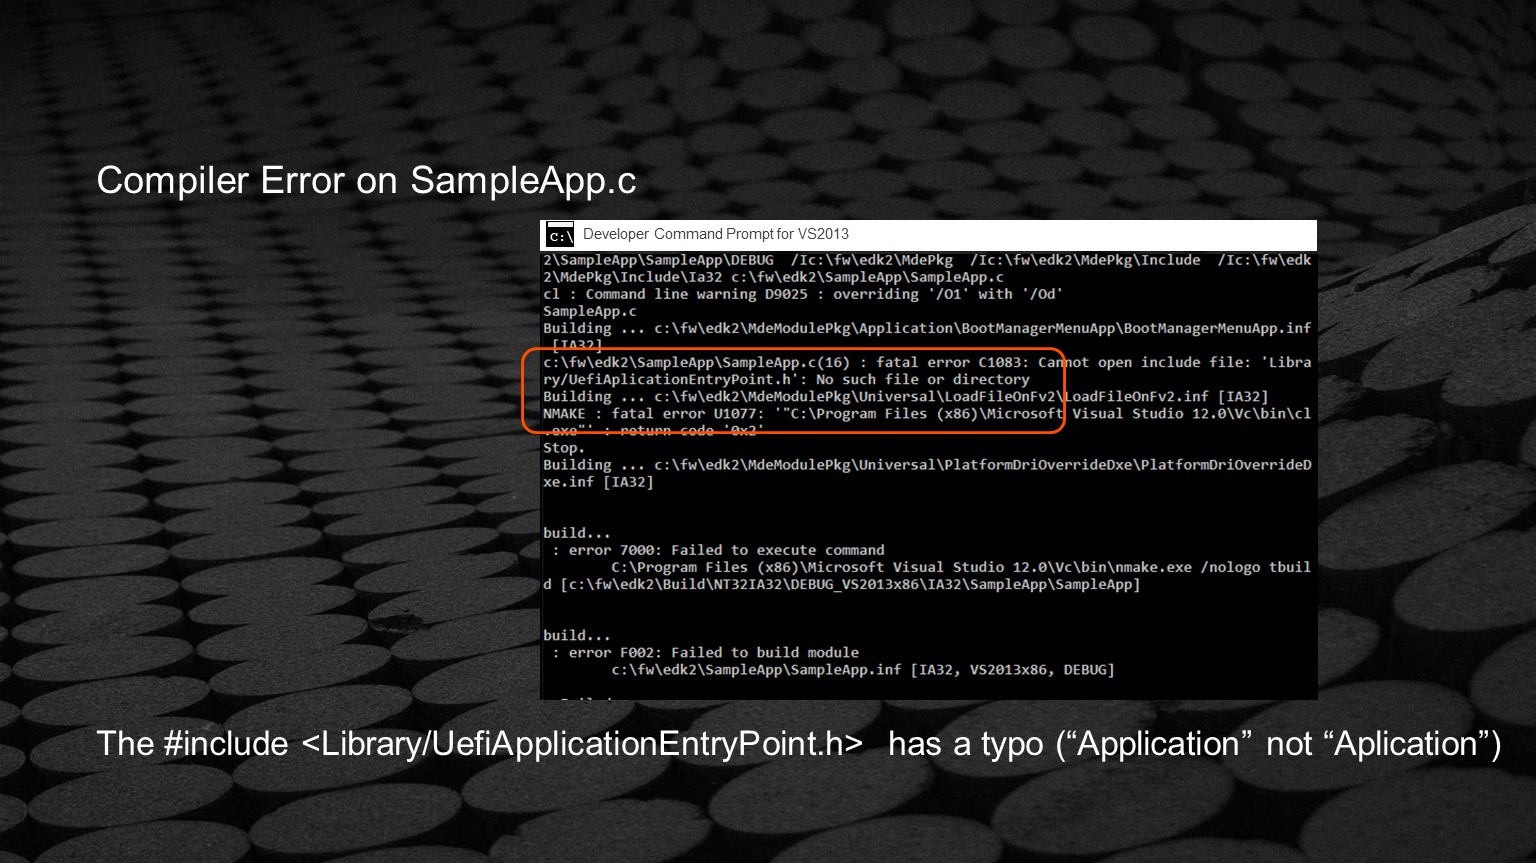 Compiler Error on SampleApp.c
C:\ Developer Command Prompt for VS2013
2\SampleApp\SampleApp\DEBUG  /Ic:\fw\edk2\MdePkg  /Ic:\fw\edk2\MdePkg\Include  /Ic:\fw\edk
2\MdePkg\Include\Ia32 c:\fw\edk2\SampleApp\SampleApp.c
cl : Command line warning D9025 : overriding '/O1' with '/Od'
SampleApp.c
Building ... c:\fw\edk2\MdeModulePkg\Application\BootManagerMenuApp\BootManagerMenuApp.inf
[IA32]
c:\fw\edk2\SampleApp\SampleApp.c(16) : fatal error C1083: Cannot open include file: 'Libra
ry/UefiAplicationEntryPoint.h': No such file or directory
Building ... c:\fw\edk2\MdeModulePkg\Universal\LoadFileOnFv2\LoadFileOnFv2.inf [IA32]
NMAKE : fatal error U1077: '"C:\Program Files (x86)\Microsoft Visual Studio 12.0\Vc\bin\cl
.exe"' : return code '0x2'
Stop.
Building ... c:\fw\edk2\MdeModulePkg\Universal\PlatformDriOverrideDxe\PlatformDriOverrideD
xe.inf [IA32]
build...
: error 7000: Failed to execute command
C:\Program Files (x86)\Microsoft Visual Studio 12.0\Vc\bin\nmake.exe /nologo tbuil
d [c:\fw\edk2\Build\NT32IA32\DEBUG_VS2013x86\IA32\SampleApp\SampleApp]
build...
: error F002: Failed to build module
c:\fw\edk2\SampleApp\SampleApp.inf [IA32, VS2013x86, DEBUG]
The #include <Library/UefiApplicationEntryPoint.h>  has a typo (“Application” not “Aplication”)